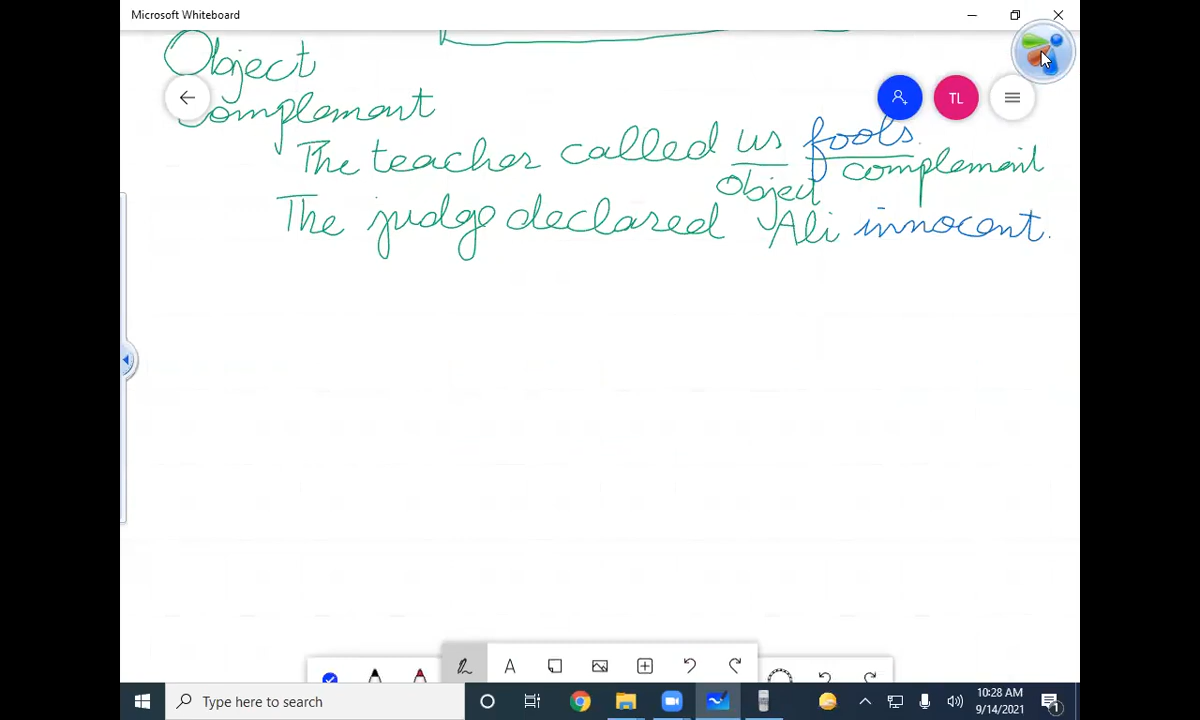 Microsoft Whiteboard
Object
Complement
TL
The teacher called us fools.
Object complement
The judge declared Ali innocent.
A
Type here to search
10:28 AM
9/14/2021
1